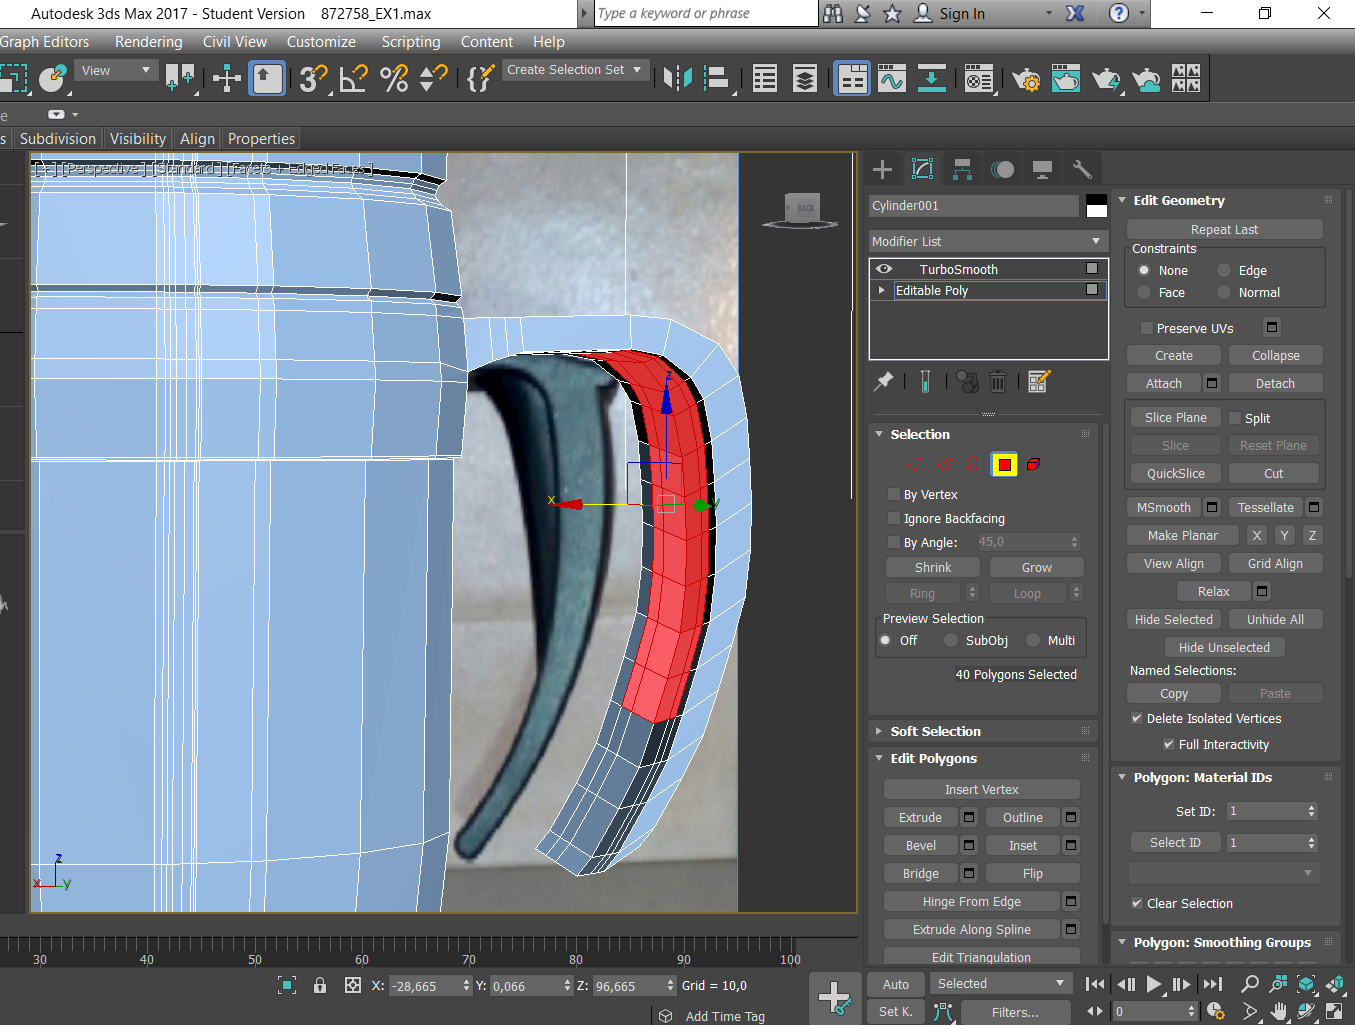 Autodesk 3ds Max 2017 - Student Version 872758_EX1.max
Type a keyword or phrase
Sign In
Graph Editors Rendering Civil View Customize Scripting Content Help
View
Create Selection Set
Subdivision Visibility Align Properties
[+] [Perspective] [Standard] [Facets + Edged Faces]
BACK
z
x
y
z
x
y
Cylinder001
Modifier List
TurboSmooth
Editable Poly
Selection
By Vertex
Ignore Backfacing
By Angle: 45,0
Shrink Grow
Ring Loop
Preview Selection
Off SubObj Multi
40 Polygons Selected
Soft Selection
Edit Polygons
Insert Vertex
Extrude Outline
Bevel Inset
Bridge Flip
Hinge From Edge
Extrude Along Spline
Edit Triangulation
Edit Geometry
Repeat Last
Constraints
None Edge
Face Normal
Preserve UVs
Create Collapse
Attach Detach
Slice Plane Split
Slice Reset Plane
QuickSlice Cut
MSmooth Tessellate
Make Planar X Y Z
View Align Grid Align
Relax
Hide Selected Unhide All
Hide Unselected
Named Selections:
Copy Paste
Delete Isolated Vertices
Full Interactivity
Polygon: Material IDs
Set ID: 1
Select ID 1
Clear Selection
Polygon: Smoothing Groups
30 40 50 60 70 80 90 100
X: -28,665 Y: 0,066 Z: 96,665 Grid = 10,0
Add Time Tag
Auto Selected
Set K. Filters...
0